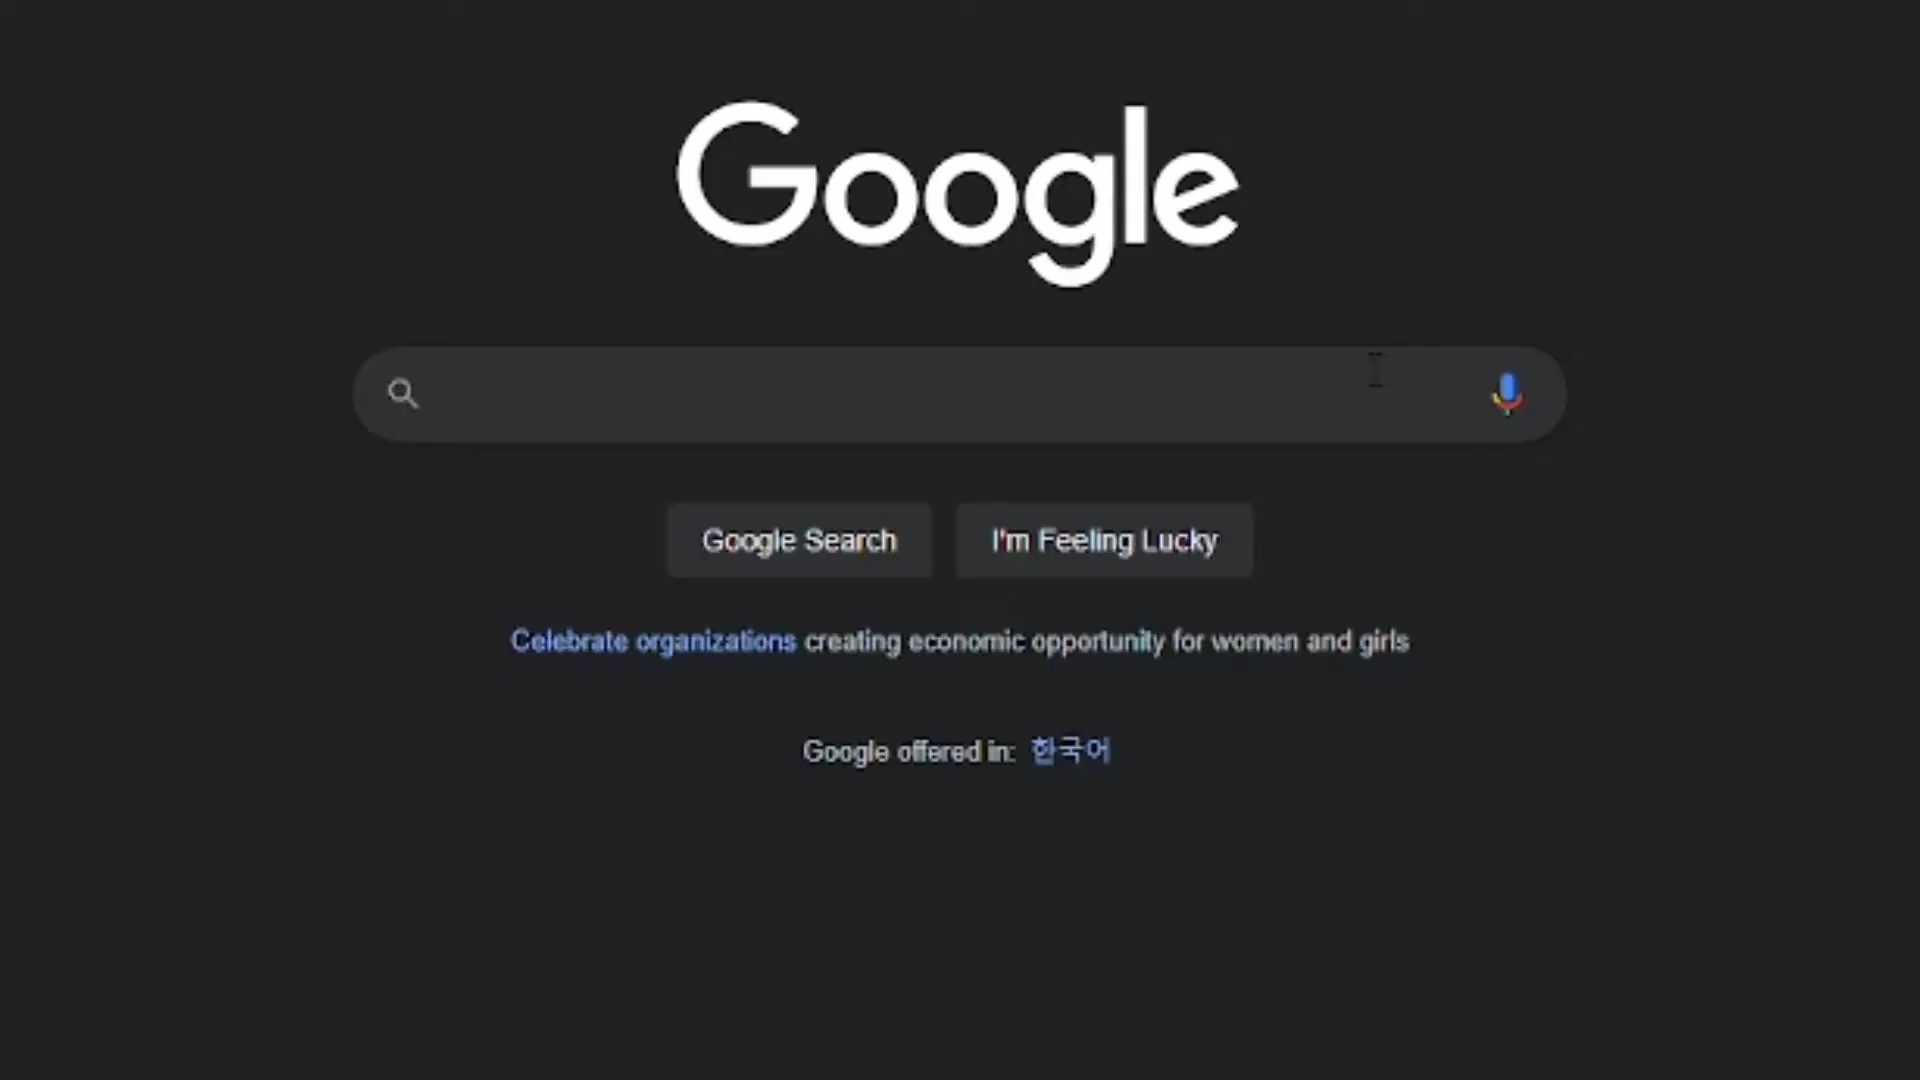 Google
Google Search
I'm Feeling Lucky
Celebrate organizations creating economic opportunity for women and girls
Google offered in: 한국어